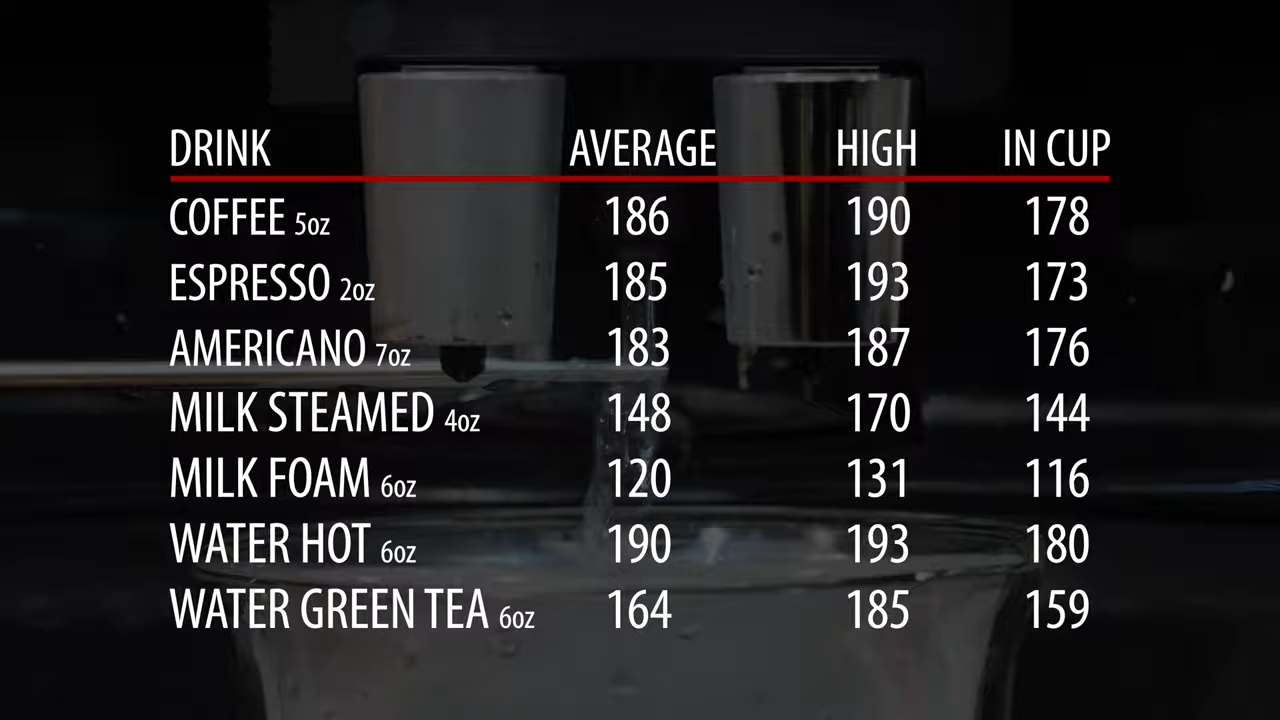 DRINK AVERAGE HIGH IN CUP
COFFEE 5oz 186 190 178
ESPRESSO 2oz 185 193 173
AMERICANO 7oz 183 187 176
MILK STEAMED 4oz 148 170 144
MILK FOAM 6oz 120 131 116
WATER HOT 6oz 190 193 180
WATER GREEN TEA 6oz 164 185 159